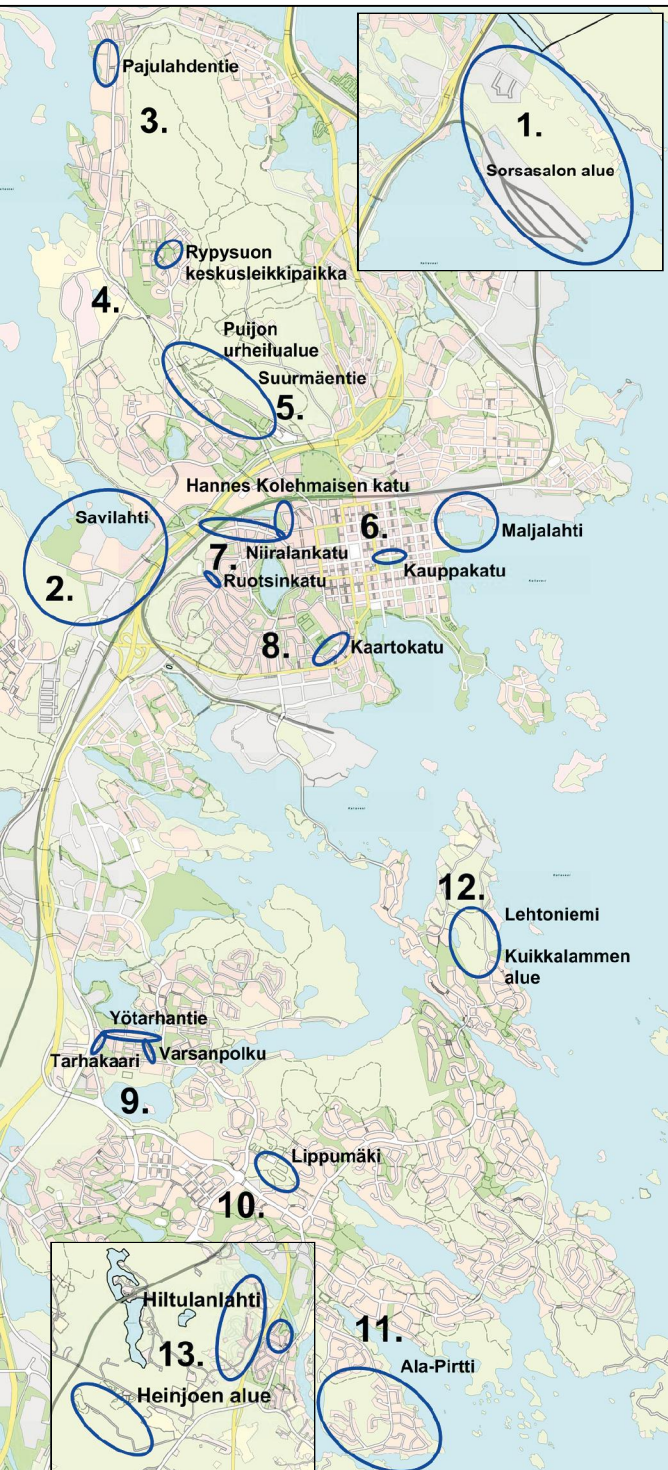 Pajulahdentie
3.
1.
Sorsasalon alue
Rypysuon
keskusleikkipaikka
4.
Puijon
urheilualue
Suurmäentie
5.
Hannes Kolehmaisen katu
Savilahti
6.
Maljalahti
7.
Niiralankatu
Kauppakatu
2.
Ruotsinkatu
8.
Kaartokatu
12.
Lehtoniemi
Kuikkalammen
alue
Yötarhantie
Tarhakaari
Varsanpolku
9.
Lippumäki
10.
Hiltulanlahti
13.
11.
Ala-Pirtti
Heinjoen alue